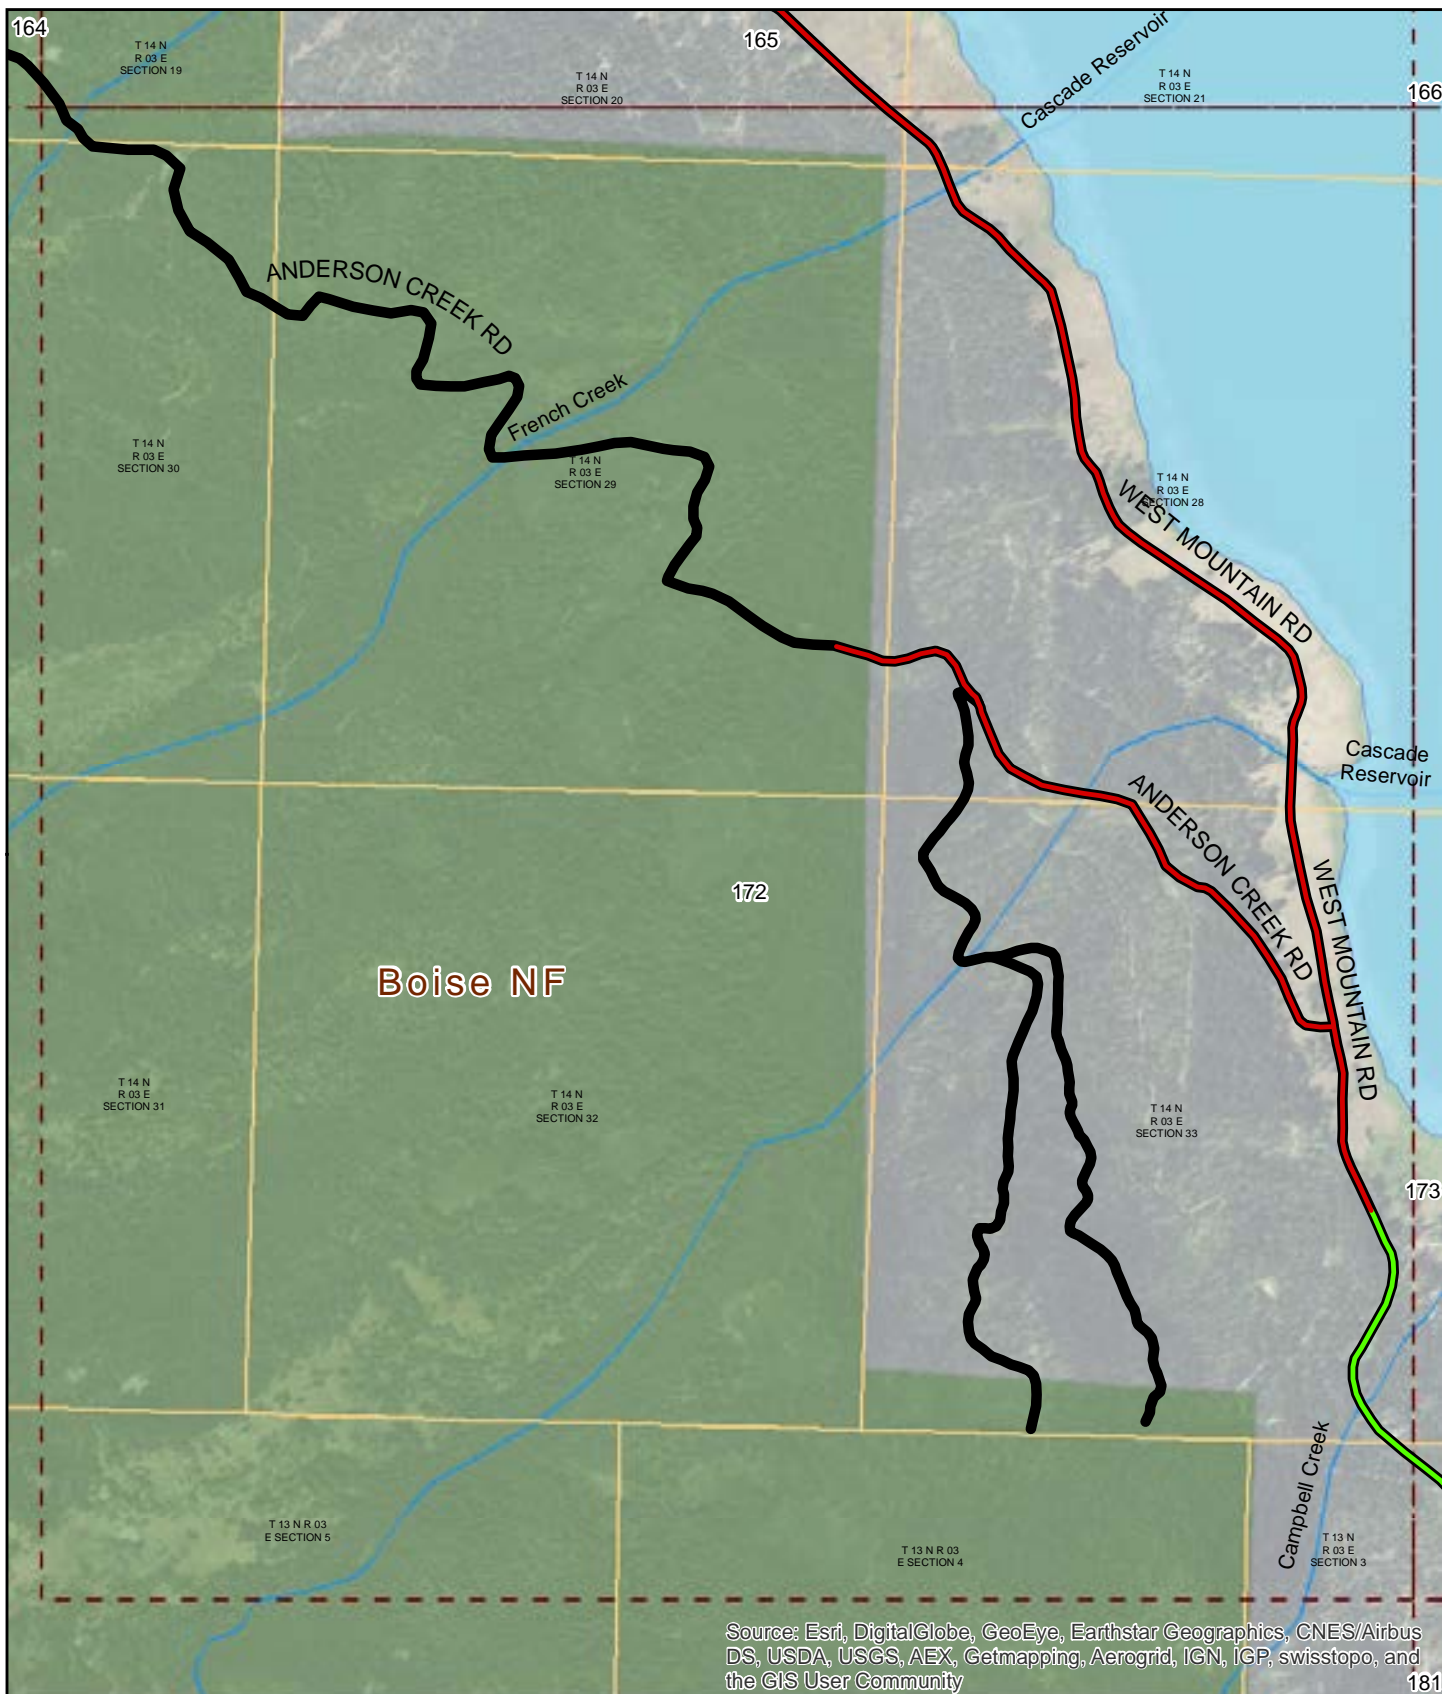 164
165
166
T 14 N
R 03 E
SECTION 19
T 14 N
R 03 E
SECTION 20
T 14 N
R 03 E
SECTION 21
Cascade Reservoir
ANDERSON CREEK RD
French Creek
T 14 N
R 03 E
SECTION 30
T 14 N
R 03 E
SECTION 29
T 14 N
R 03 E
SECTION 28
WEST MOUNTAIN RD
Cascade
Reservoir
ANDERSON CREEK RD
WEST MOUNTAIN RD
172
Boise NF
T 14 N
R 03 E
SECTION 31
T 14 N
R 03 E
SECTION 32
T 14 N
R 03 E
SECTION 33
173
Campbell Creek
T 13 N R 03
E SECTION 5
T 13 N R 03
E SECTION 4
T 13 N
R 03 E
SECTION 3
Source: Esri, DigitalGlobe, GeoEye, Earthstar Geographics, CNES/Airbus
DS, USDA, USGS, AEX, Getmapping, Aerogrid, IGN, IGP, swisstopo, and
the GIS User Community
181